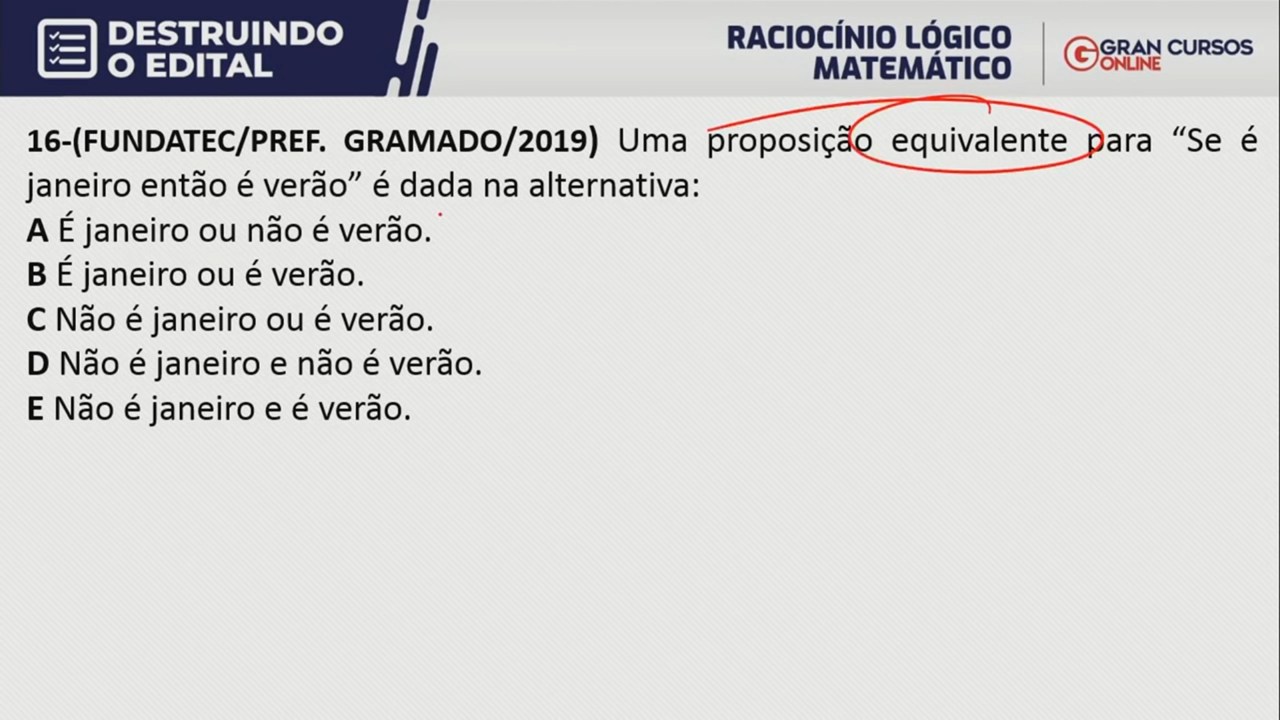 DESTRUINDO
O EDITAL
RACIOCÍNIO LÓGICO
MATEMÁTICO
GRAN CURSOS
ONLINE
16-(FUNDATEC/PREF. GRAMADO/2019) Uma proposição equivalente para “Se é
janeiro então é verão” é dada na alternativa:
A É janeiro ou não é verão.
B É janeiro ou é verão.
C Não é janeiro ou é verão.
D Não é janeiro e não é verão.
E Não é janeiro e é verão.